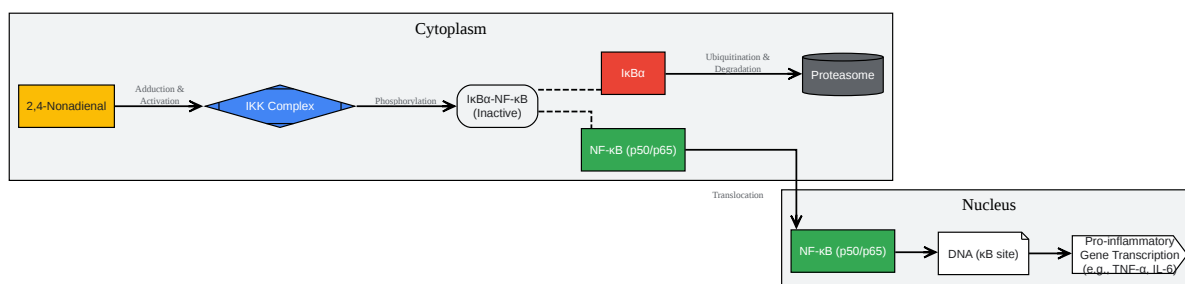 Cytoplasm
2,4-Nonadienal
Adduction &
Activation
IKK Complex
Phosphorylation
IκBα-NF-κB
(Inactive)
IκBα
Ubiquitination &
Degradation
Proteasome
NF-κB (p50/p65)
Translocation
Nucleus
NF-κB (p50/p65)
DNA (κB site)
Pro-inflammatory
Gene Transcription
(e.g., TNF-α, IL-6)